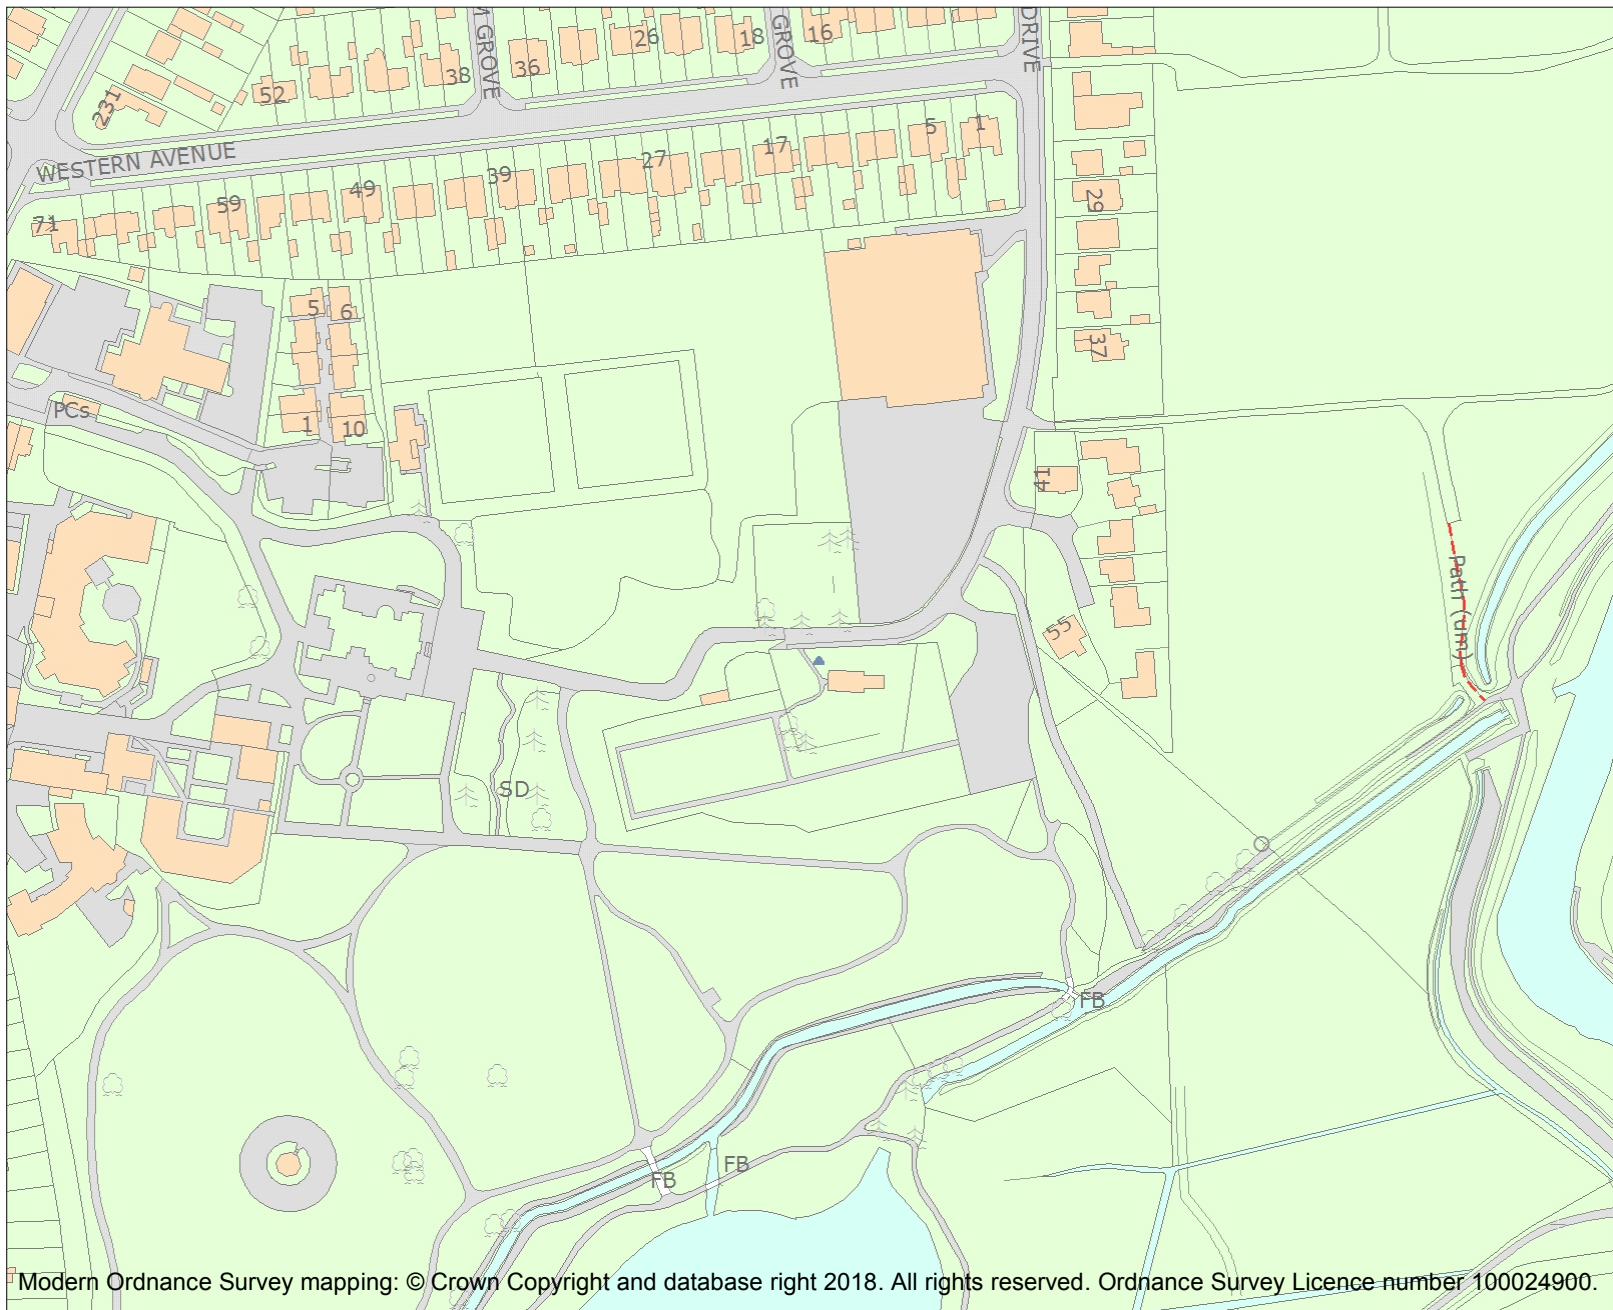 GROVE
GROVE
DRIVE
26
18
16
38
36
52
231
WESTERN AVENUE
5
1
17
27
39
49
59
71
29
37
5
6
1
10
PCs
41
55
Path (um)
SD
FB
FB
FB
Modern Ordnance Survey mapping: © Crown Copyright and database right 2018. All rights reserved. Ordnance Survey Licence number 100024900.